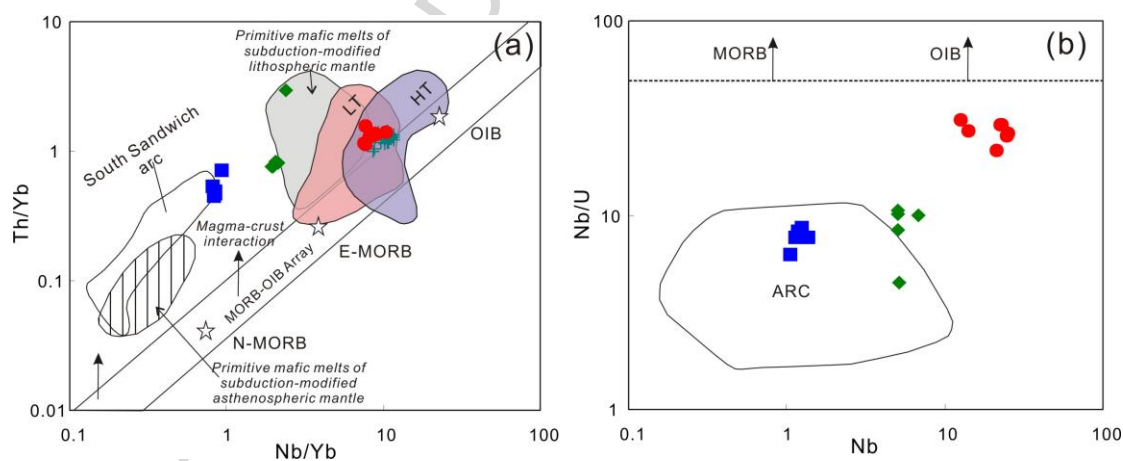 (a)
10
1
0.1
0.01
Th/Yb
0.1
1
10
100
Nb/Yb
Primitive mafic melts of
subduction-modified
lithospheric mantle
LT
HT
OIB
South Sandwich
arc
Magma-crust
interaction
E-MORB
MORB-OIB Array
N-MORB
Primitive mafic melts of
subduction-modified
asthenospheric mantle
(b)
100
10
1
Nb/U
0.1
1
10
100
Nb
MORB
OIB
ARC